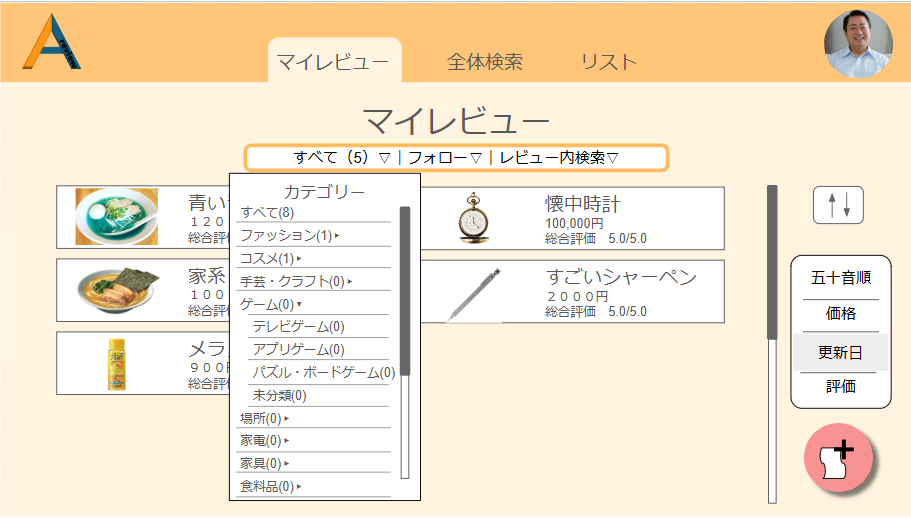 A review
マイレビュー
全体検索
リスト
マイレビュー
すべて（5）▽｜フォロー▽｜レビュー内検索▽
青い
１２０
総合評
家系
１００
総合評
メラ
９００
総合評
カテゴリー
すべて(8)
ファッション(1)▸
コスメ(1)▸
手芸・クラフト(0)▸
ゲーム(0)▾
テレビゲーム(0)
アプリゲーム(0)
パズル・ボードゲーム(0)
未分類(0)
場所(0)▸
家電(0)▸
家具(0)▸
食料品(0)▸
懐中時計
100,000円
総合評価　5.0/5.0
すごいシャーペン
２０００円
総合評価　5.0/5.0
五十音順
価格
更新日
評価